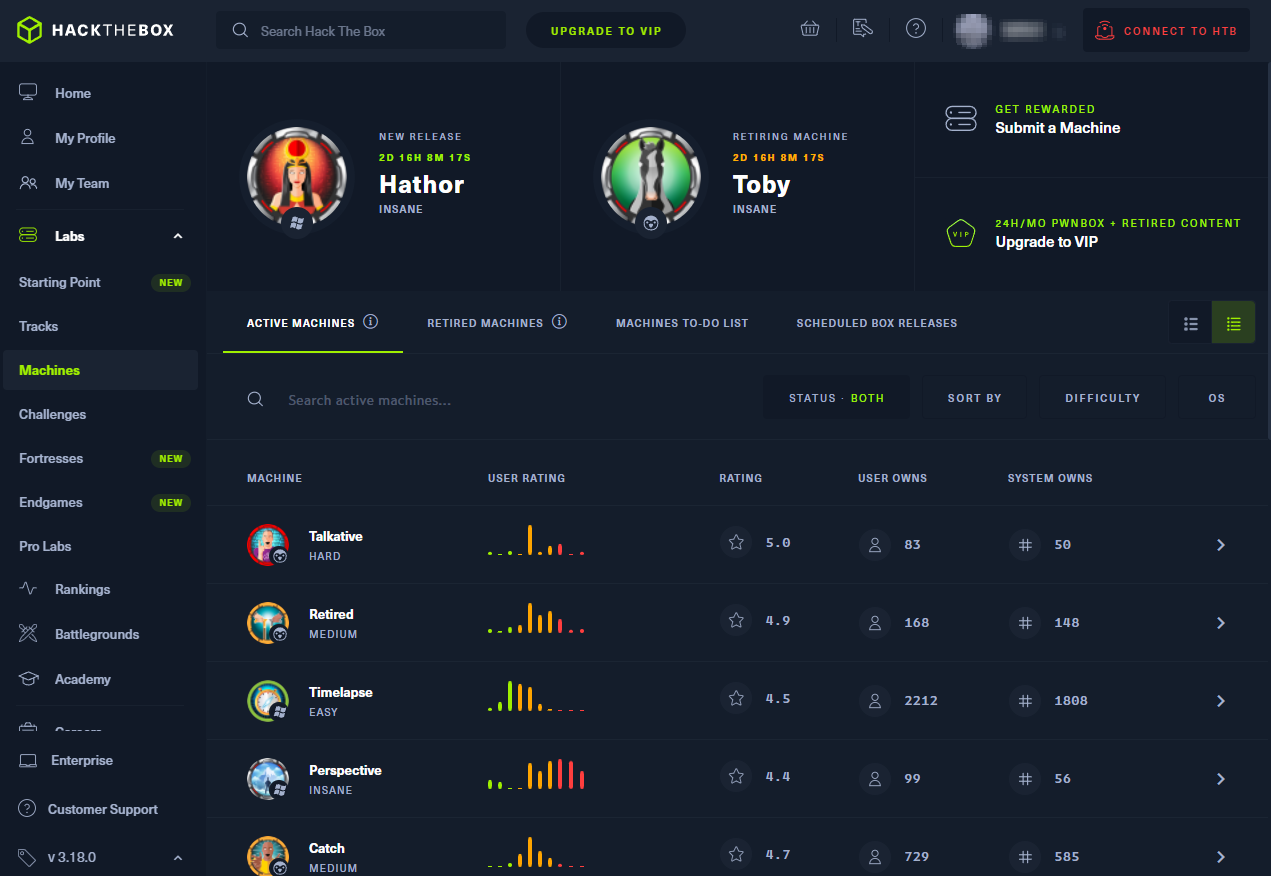 HACKTHEBOX
Search Hack The Box
UPGRADE TO VIP
CONNECT TO HTB
Home
My Profile
My Team
Labs
Starting Point NEW
Tracks
Machines
Challenges
Fortresses NEW
Endgames NEW
Pro Labs
Rankings
Battlegrounds
Academy
Careers
Enterprise
Customer Support
v 3.18.0
NEW RELEASE
2D 16H 8M 17S
Hathor
INSANE
RETIRING MACHINE
2D 16H 8M 17S
Toby
INSANE
GET REWARDED
Submit a Machine
VIP
24H/MO PWNBOX + RETIRED CONTENT
Upgrade to VIP
ACTIVE MACHINES RETIRED MACHINES MACHINES TO-DO LIST SCHEDULED BOX RELEASES
Search active machines...
STATUS · BOTH SORT BY DIFFICULTY OS
MACHINE USER RATING RATING USER OWNS SYSTEM OWNS
Talkative
HARD
5.0 83 50
Retired
MEDIUM
4.9 168 148
Timelapse
EASY
4.5 2212 1808
Perspective
INSANE
4.4 99 56
Catch
MEDIUM
4.7 729 585